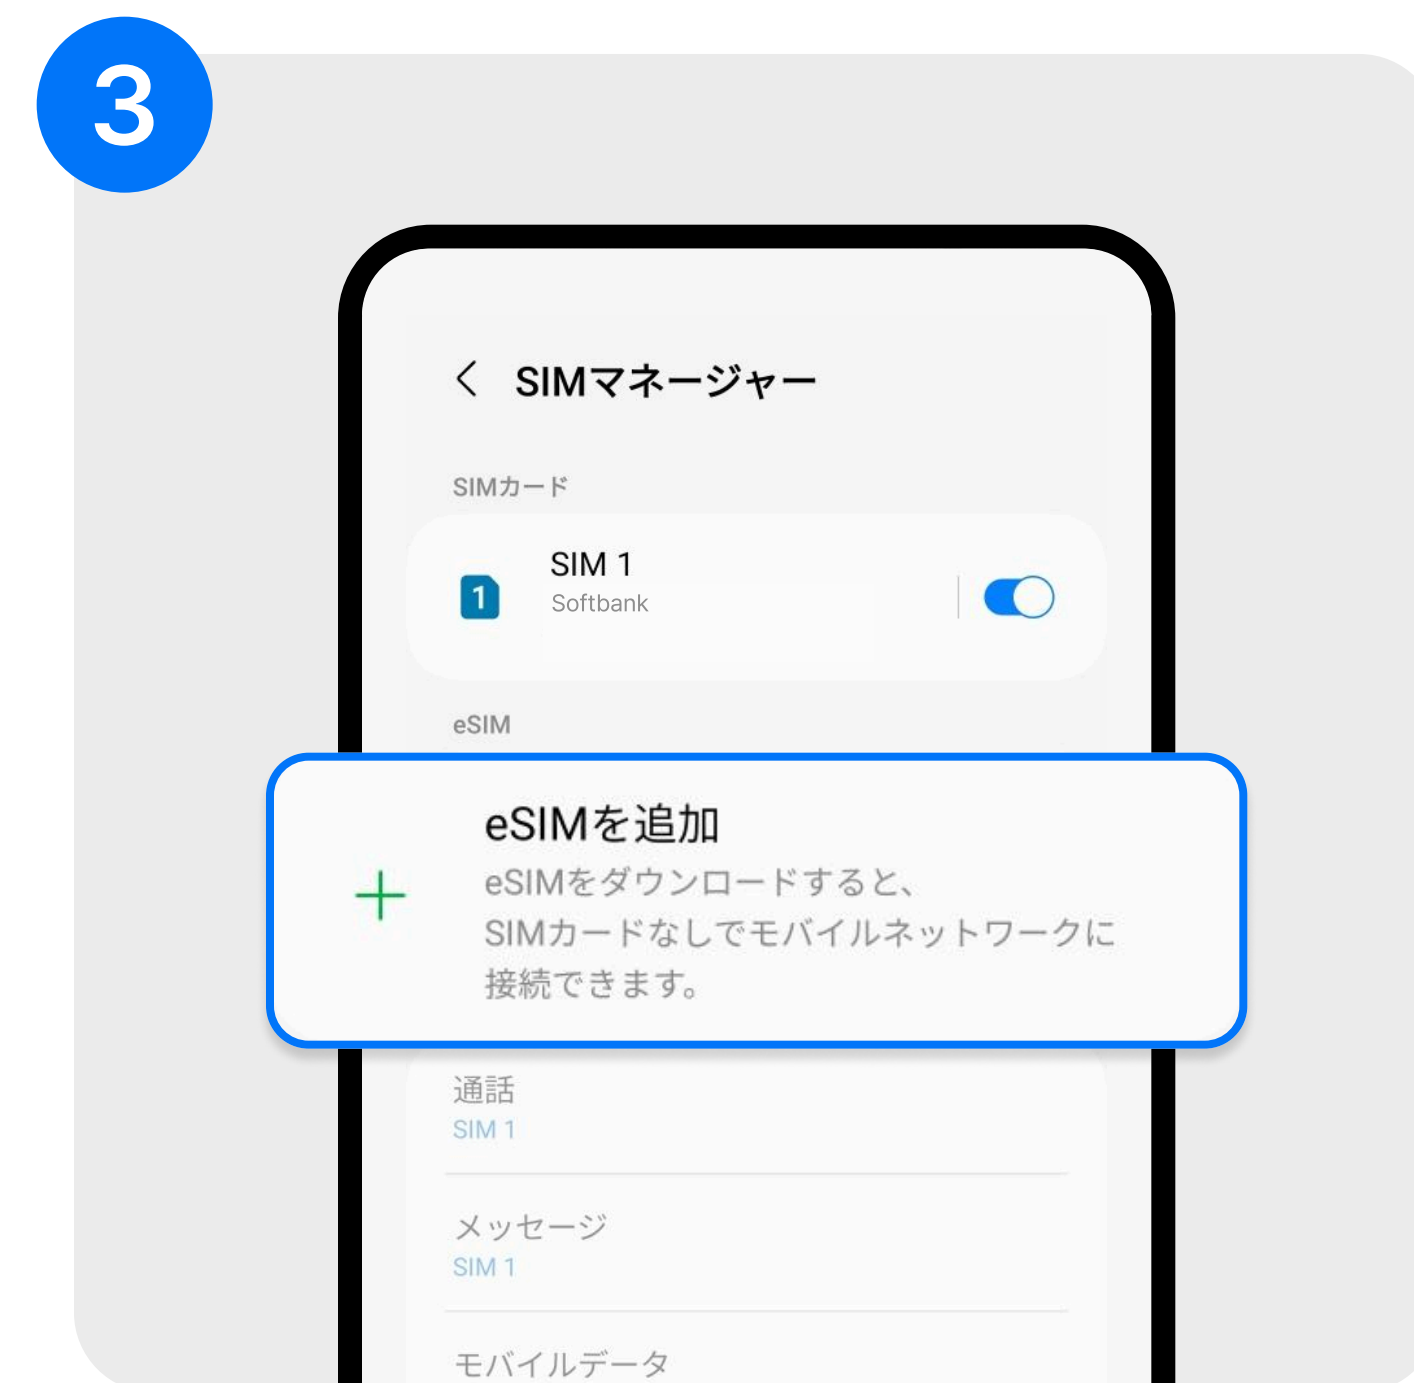 3
SIMマネージャー
SIMカード
1
SIM 1
Softbank
eSIM
eSIMを追加
eSIMをダウンロードすると、
SIMカードなしでモバイルネットワークに
接続できます。
通話
SIM 1
メッセージ
SIM 1
モバイルデータ